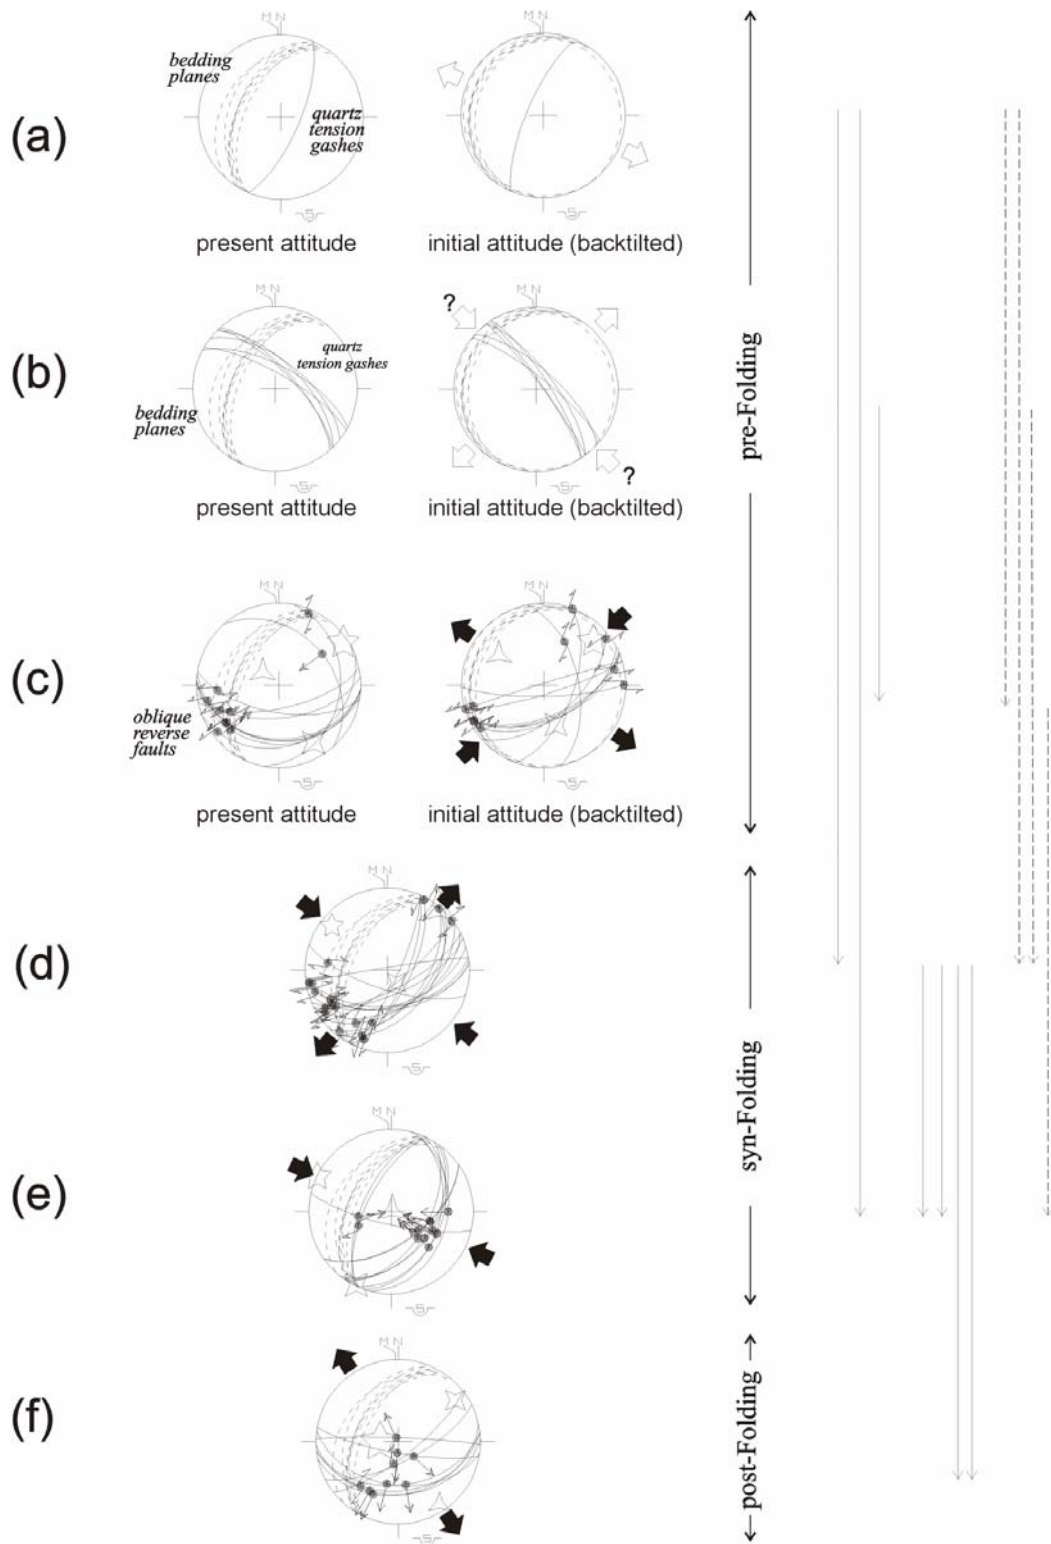 (a)
M N
bedding
planes
quartz
tension
gashes
S
present attitude
M N
S
initial attitude (backtilted)
(b)
M N
quartz
tension gashes
bedding
planes
S
present attitude
M N
?
?
S
initial attitude (backtilted)
pre-Folding
(c)
M N
oblique
reverse
faults
S
present attitude
M N
S
initial attitude (backtilted)
(d)
M N
S
syn-Folding
(e)
M N
S
(f)
M N
S
post-Folding